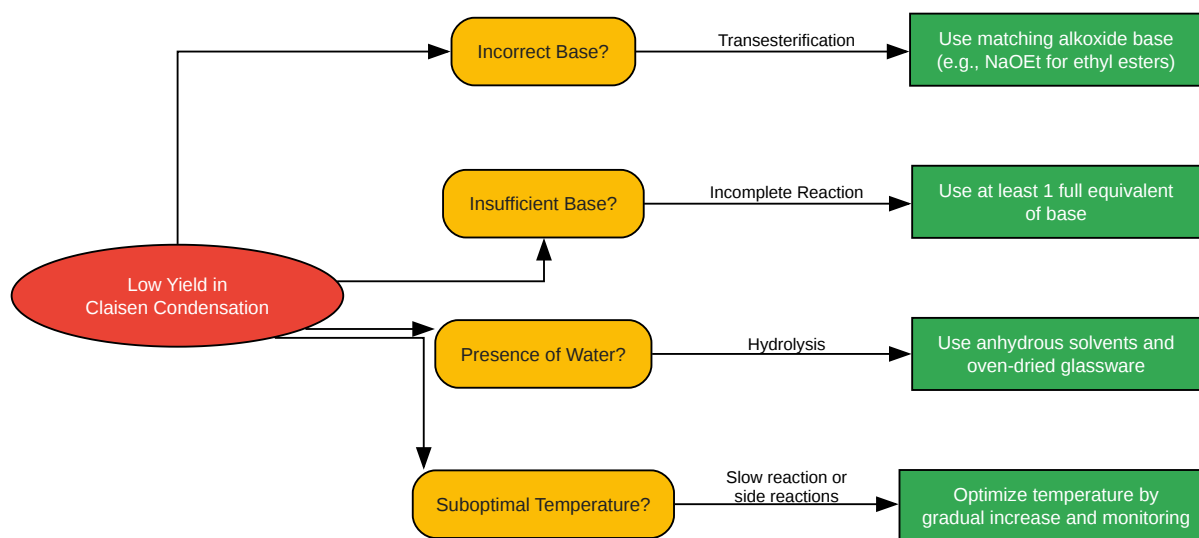 Incorrect Base?
Transesterification
Use matching alkoxide base
(e.g., NaOEt for ethyl esters)
Insufficient Base?
Incomplete Reaction
Use at least 1 full equivalent
of base
Low Yield in
Claisen Condensation
Presence of Water?
Hydrolysis
Use anhydrous solvents and
oven-dried glassware
Suboptimal Temperature?
Slow reaction or
side reactions
Optimize temperature by
gradual increase and monitoring